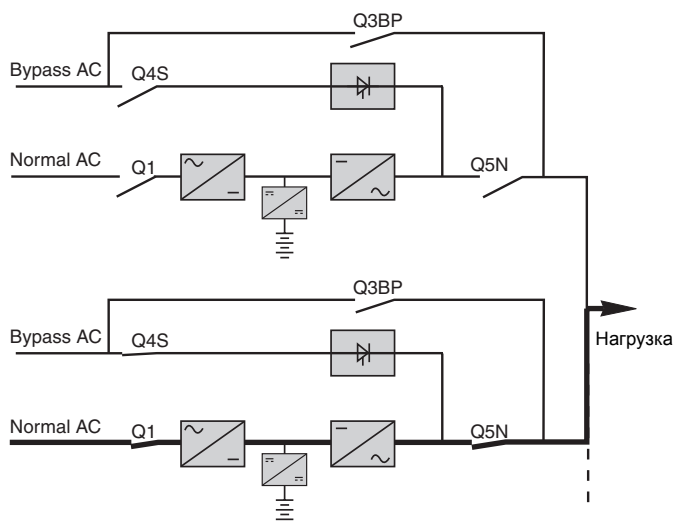 Q3BP
Bypass AC
Q4S
Normal AC
Q1
Q5N
Q3BP
Bypass AC
Q4S
Нагрузка
Normal AC
Q1
Q5N